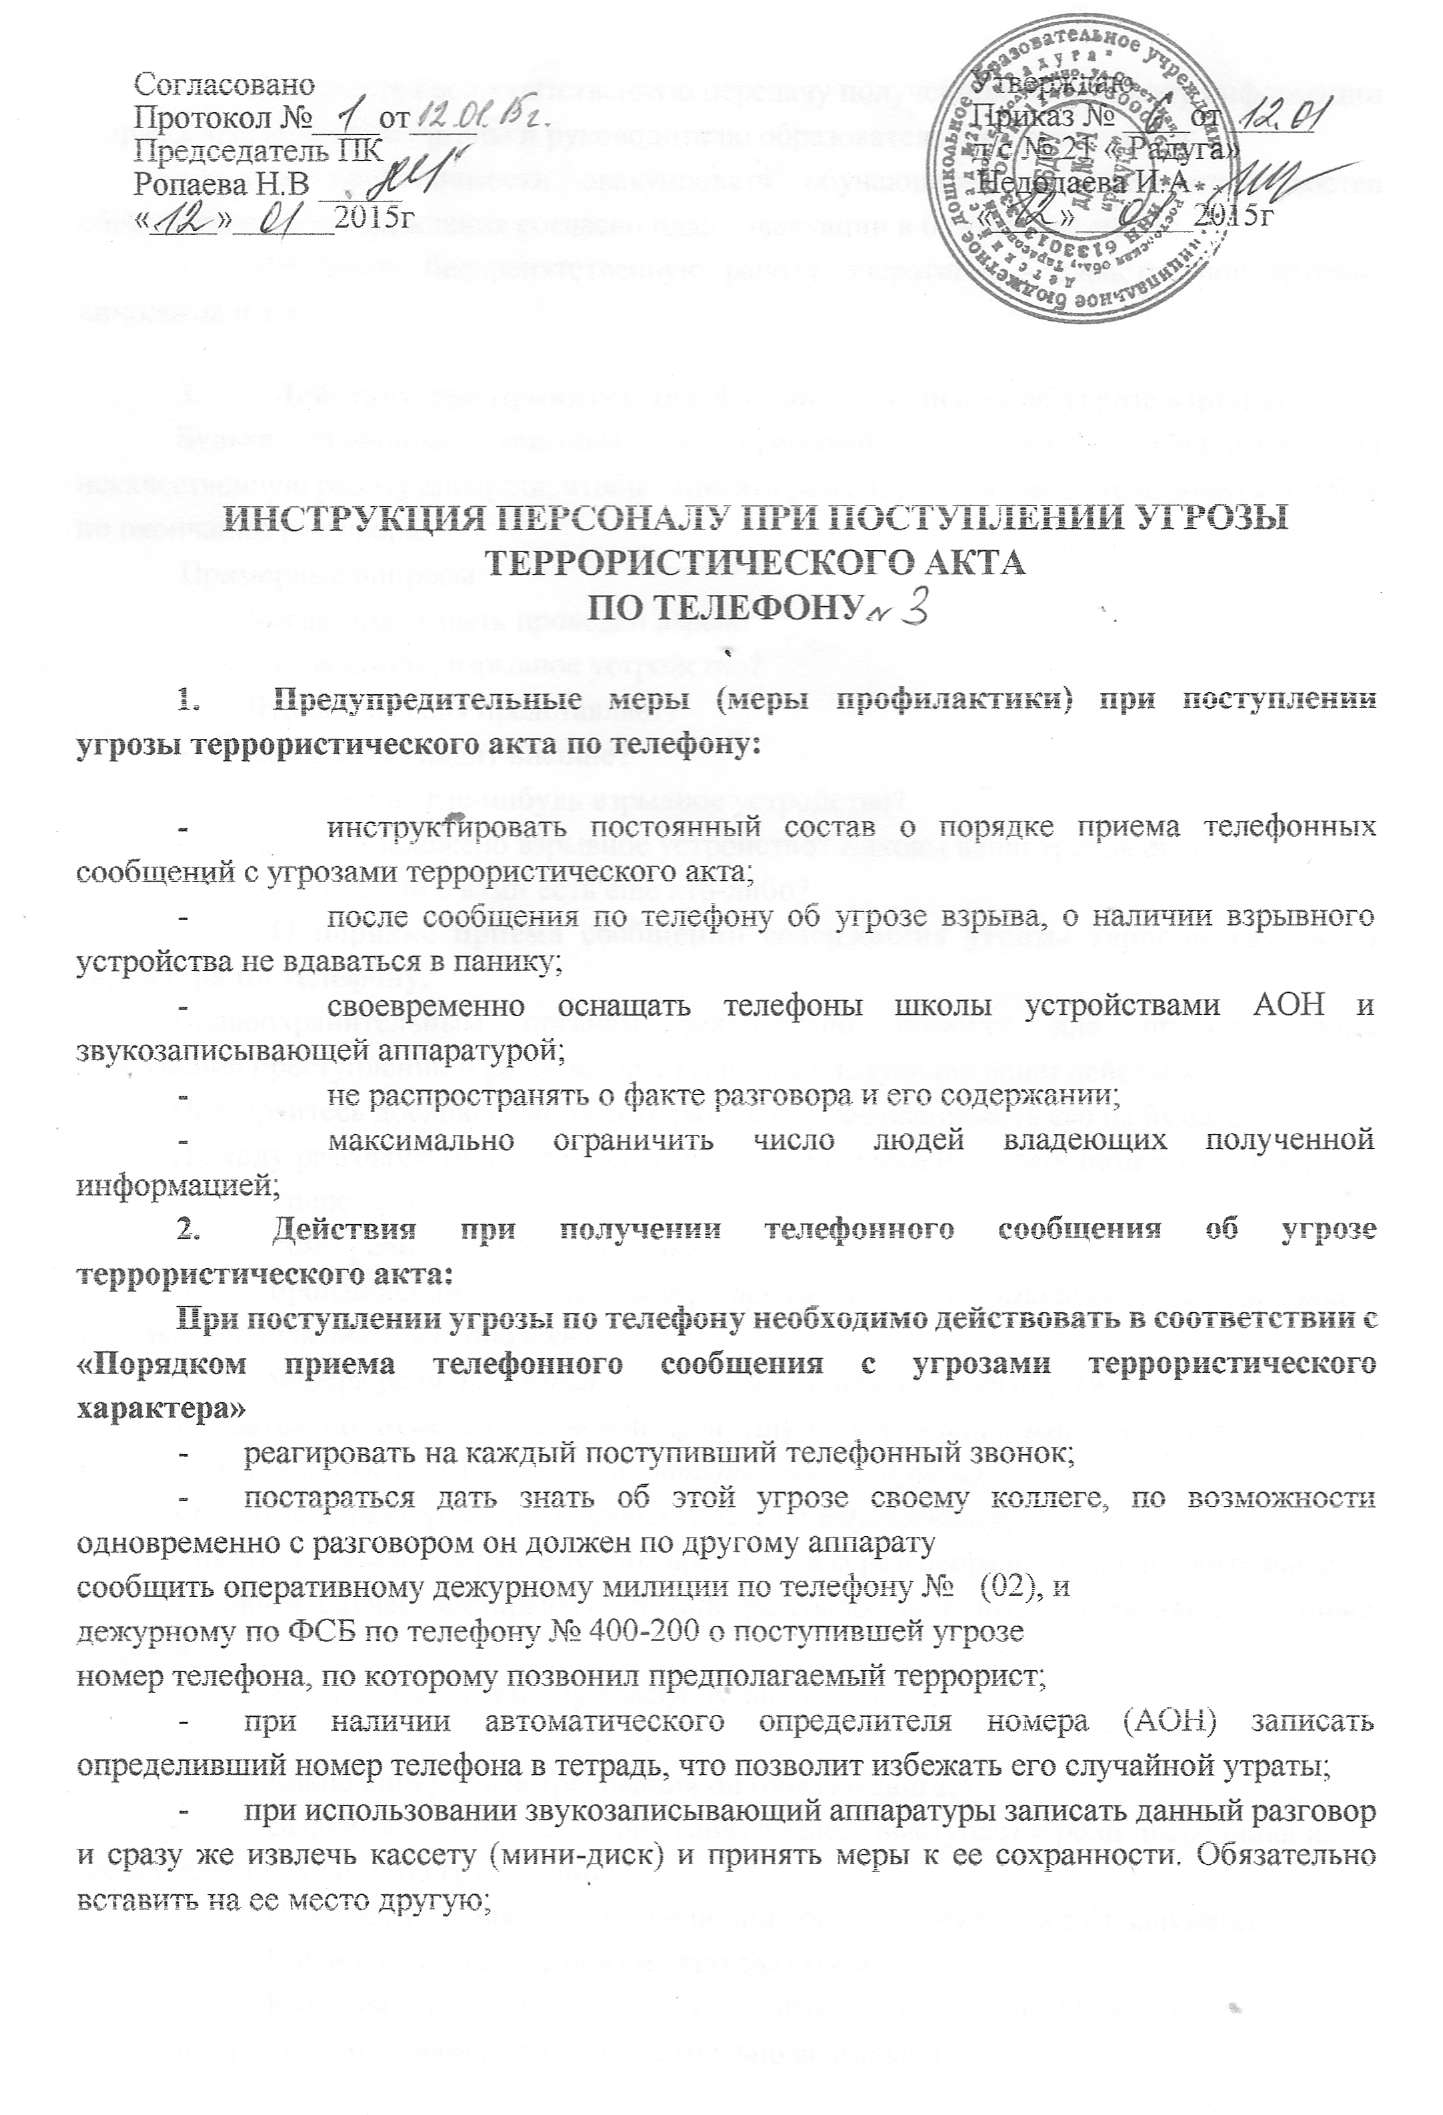 Согласовано
Протокол № 1 от 12.01.15г.
Председатель ПК
Ропаева Н.В
« 12 » 01 2015г
Утверждаю
Приказ № 6 от 12.01
д/с № 21 « Радуга»
Недодаева И.А
« 12 » 01 2015г
ИНСТРУКЦИЯ ПЕРСОНАЛУ ПРИ ПОСТУПЛЕНИИ УГРОЗЫ
ТЕРРОРИСТИЧЕСКОГО АКТА
ПО ТЕЛЕФОНУ № 3
1. Предупредительные меры (меры профилактики) при поступлении
угрозы террористического акта по телефону:
- инструктировать постоянный состав о порядке приема телефонных
сообщений с угрозами террористического акта;
- после сообщения по телефону об угрозе взрыва, о наличии взрывного
устройства не вдаваться в панику;
- своевременно оснащать телефоны школы устройствами АОН и
звукозаписывающей аппаратурой;
- не распространять о факте разговора и его содержании;
- максимально ограничить число людей владеющих полученной
информацией;
2. Действия при получении телефонного сообщения об угрозе
террористического акта:
При поступлении угрозы по телефону необходимо действовать в соответствии с
«Порядком приема телефонного сообщения с угрозами террористического
характера»
- реагировать на каждый поступивший телефонный звонок;
- постараться дать знать об этой угрозе своему коллеге, по возможности
одновременно с разговором он должен по другому аппарату
сообщить оперативному дежурному милиции по телефону № (02), и
дежурному по ФСБ по телефону № 400-200 о поступившей угрозе
номер телефона, по которому позвонил предполагаемый террорист;
- при наличии автоматического определителя номера (АОН) записать
определивший номер телефона в тетрадь, что позволит избежать его случайной утраты;
- при использовании звукозаписывающий аппаратуры записать данный разговор
и сразу же извлечь кассету (мини-диск) и принять меры к ее сохранности. Обязательно
вставить на ее место другую;